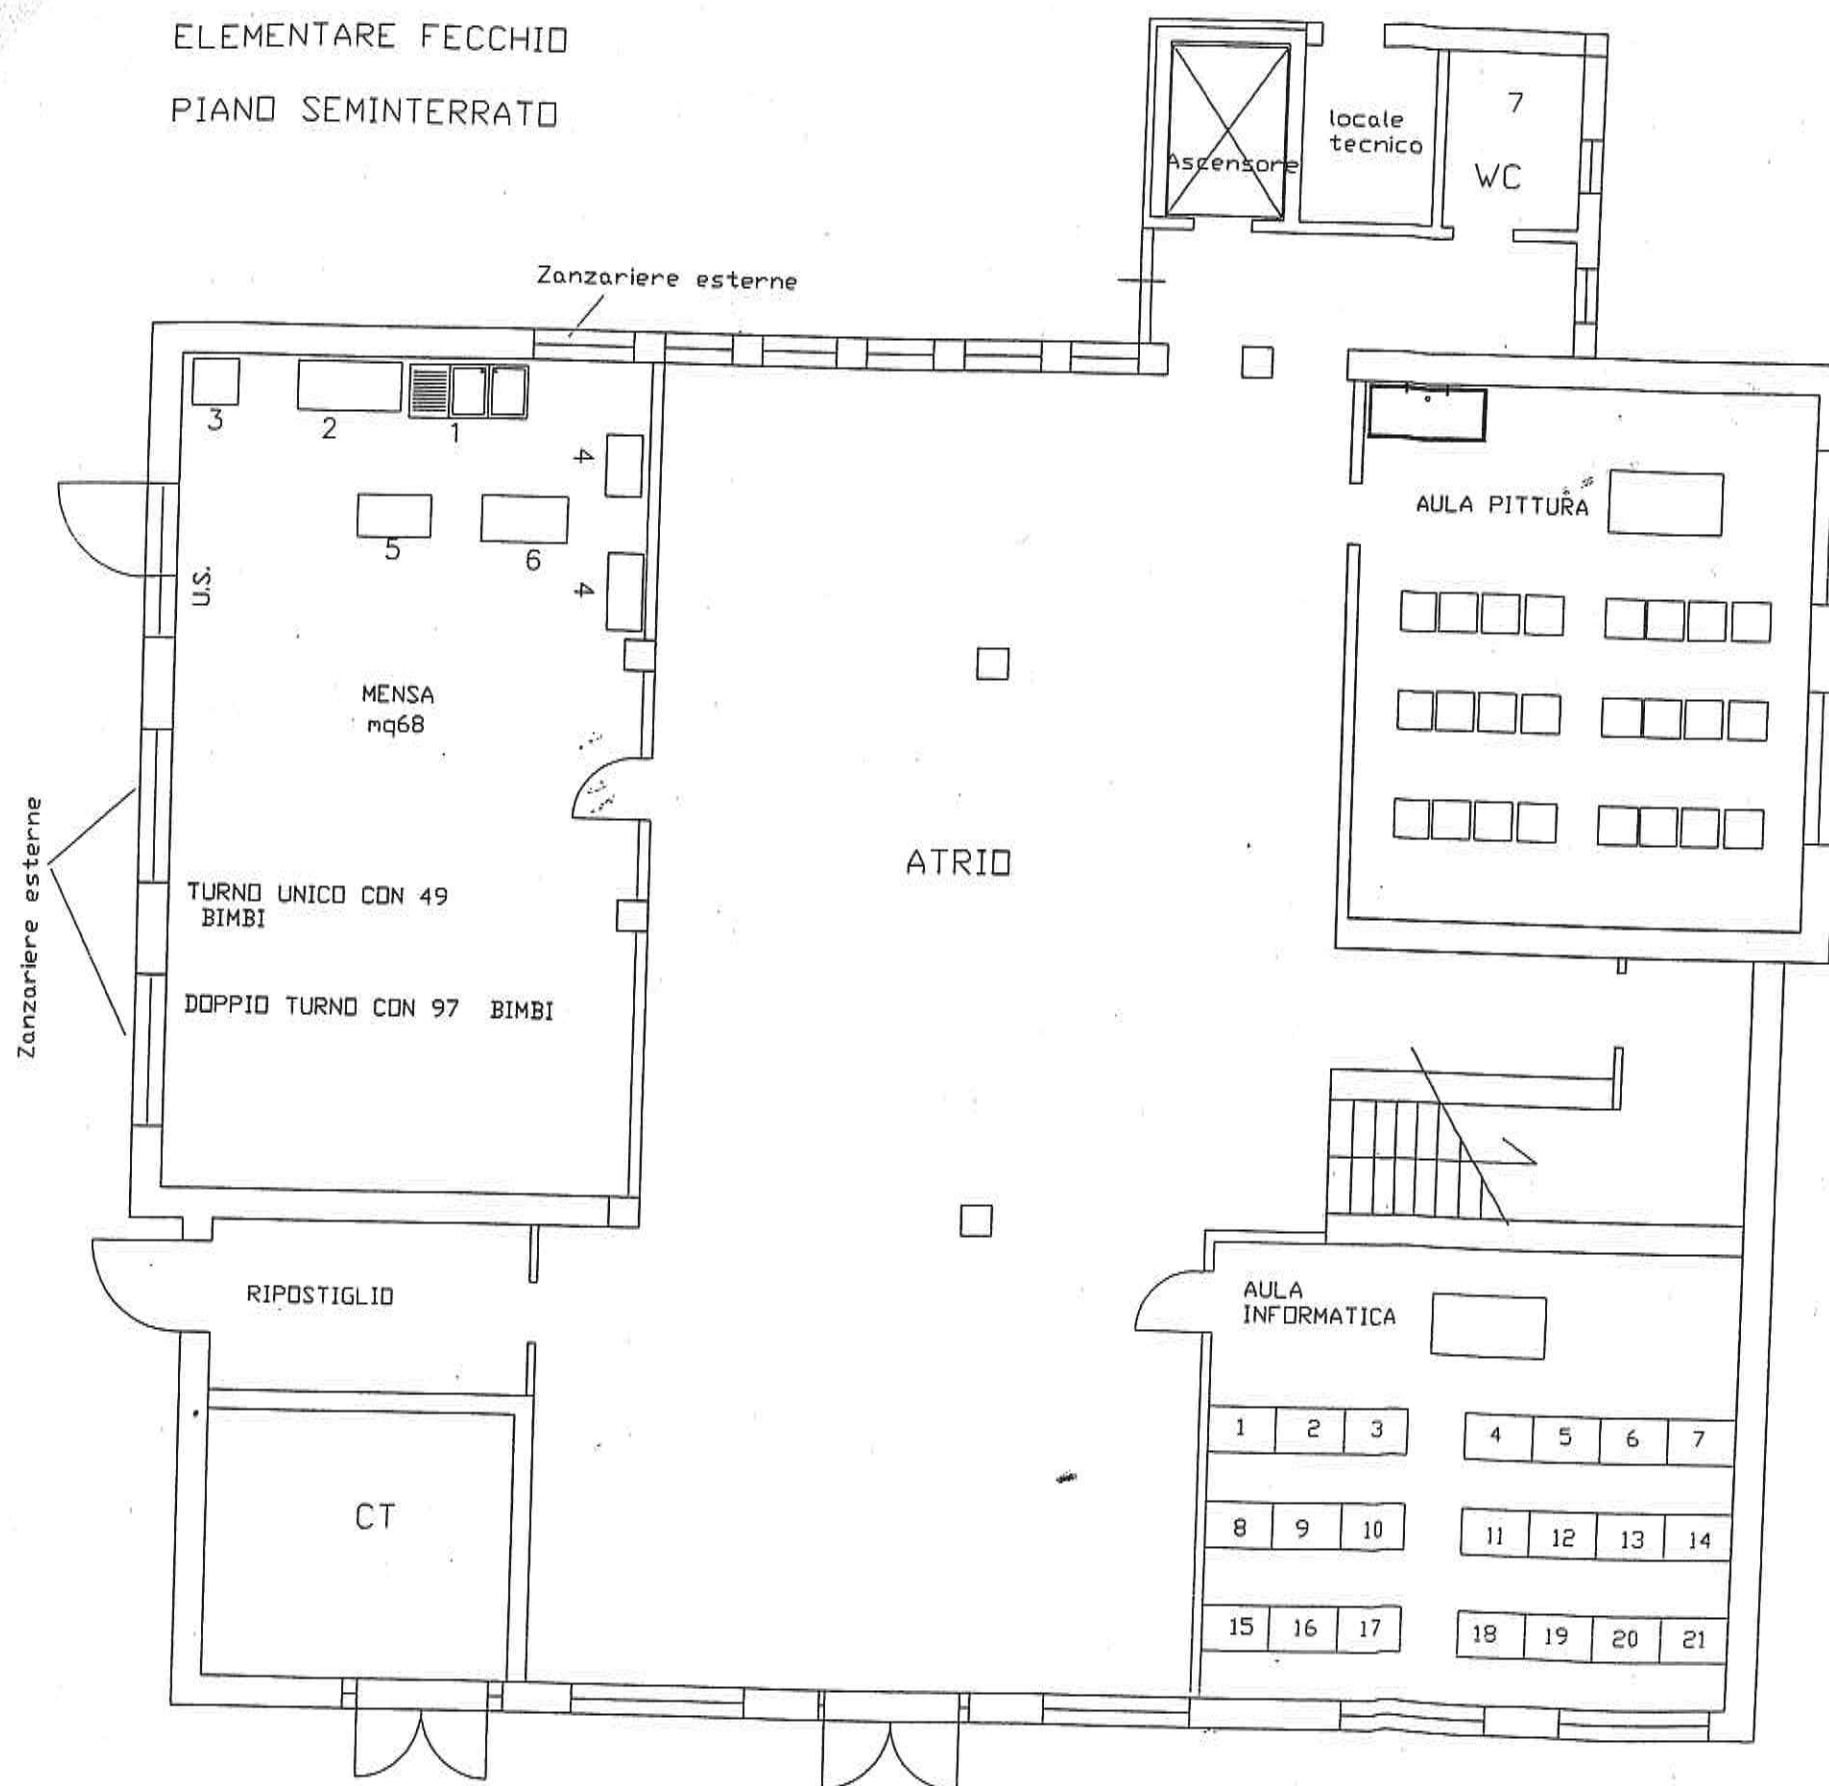 ELEMENTARE FECCHIO
PIANO SEMINTERRATO
Ascensore
locale
tecnico
7
WC
Zanzariere esterne
3
2
1
4
5
6
4
U.S.
MENSA
mq68
AULA PITTURA
ATRIO
Zanzariere esterne
TURNO UNICO CON 49
BIMBI
DOPPIO TURNO CON 97 BIMBI
RIPOSTIGLIO
AULA
INFORMATICA
CT
1 2 3 4 5 6 7
8 9 10 11 12 13 14
15 16 17 18 19 20 21